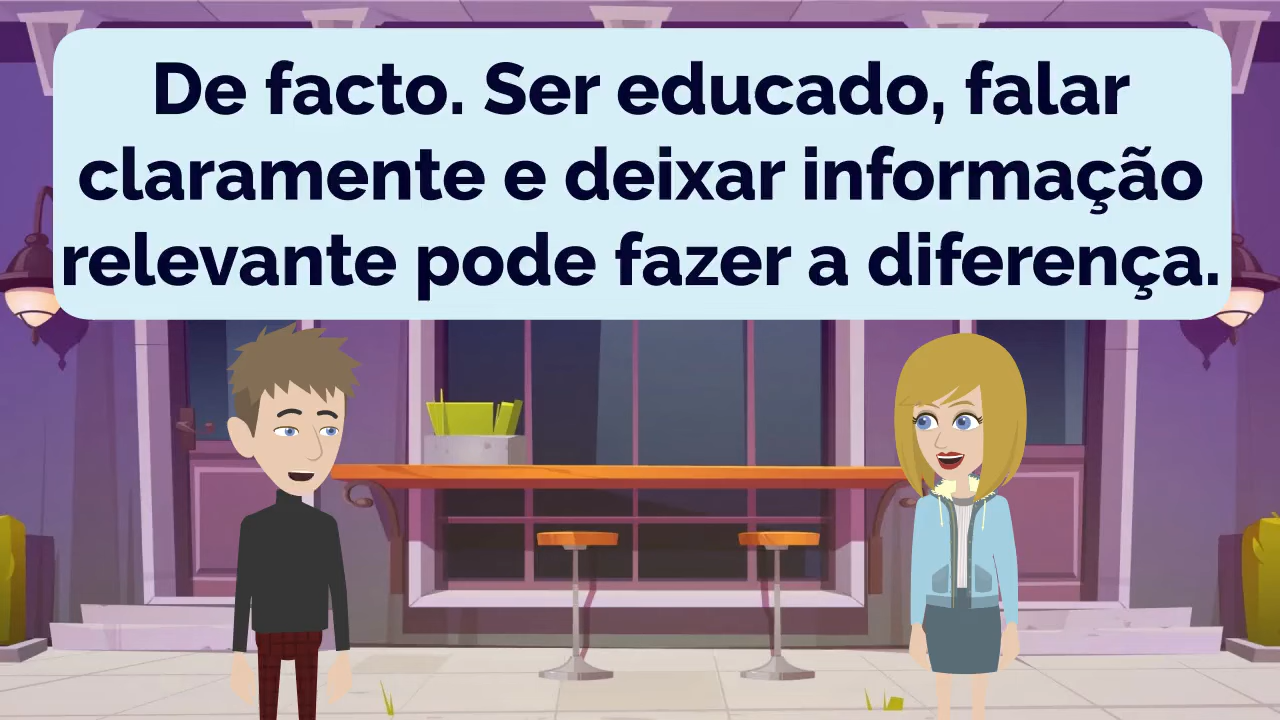 De facto. Ser educado, falar
claramente e deixar informação
relevante pode fazer a diferença.